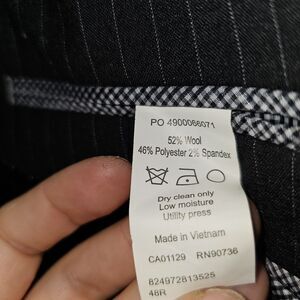 PO 4900066071
52% Wool
46% Polyester 2% Spandex
Dry clean only
Low moisture
Utility press
Made in Vietnam
CA01129 RN90736
824972813525
48R